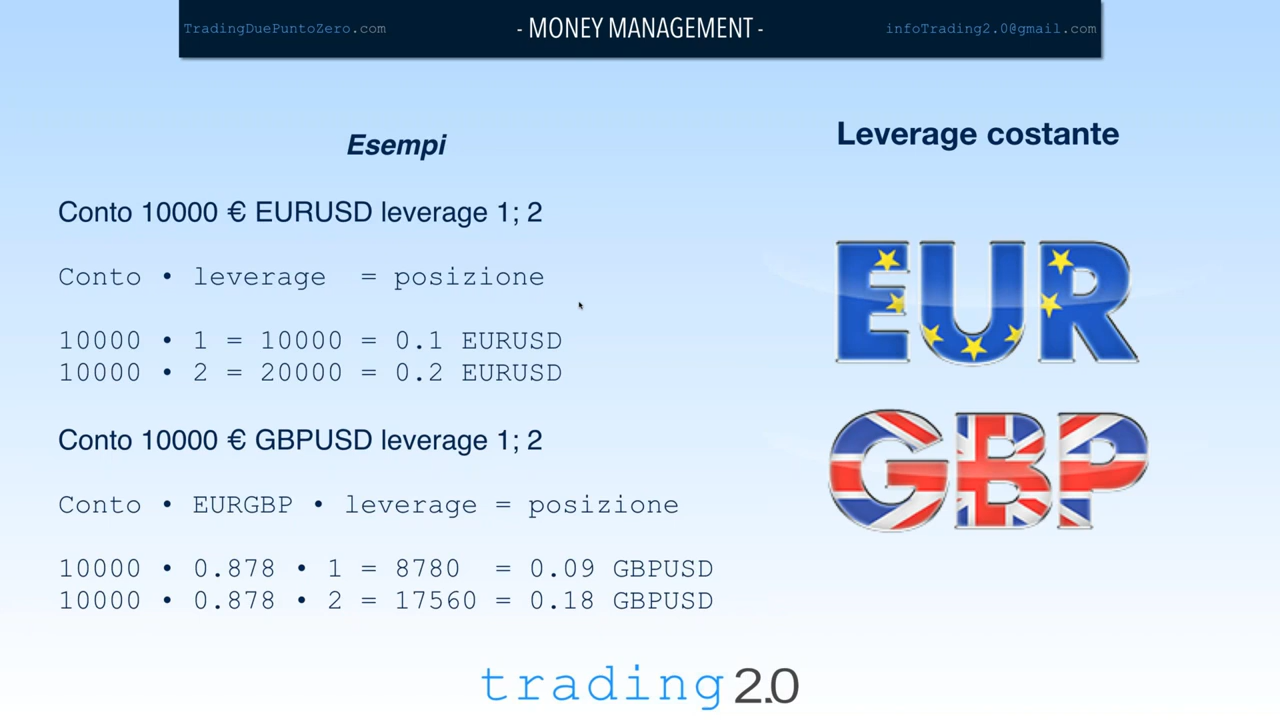 TradingDuePuntoZero.com
- MONEY MANAGEMENT -
infoTrading2.0@gmail.com
Esempi
Leverage costante
Conto 10000 € EURUSD leverage 1; 2
Conto • leverage = posizione
10000 • 1 = 10000 = 0.1 EURUSD
10000 • 2 = 20000 = 0.2 EURUSD
EUR
Conto 10000 € GBPUSD leverage 1; 2
Conto • EURGBP • leverage = posizione
10000 • 0.878 • 1 = 8780 = 0.09 GBPUSD
10000 • 0.878 • 2 = 17560 = 0.18 GBPUSD
GBP
trading 2.0